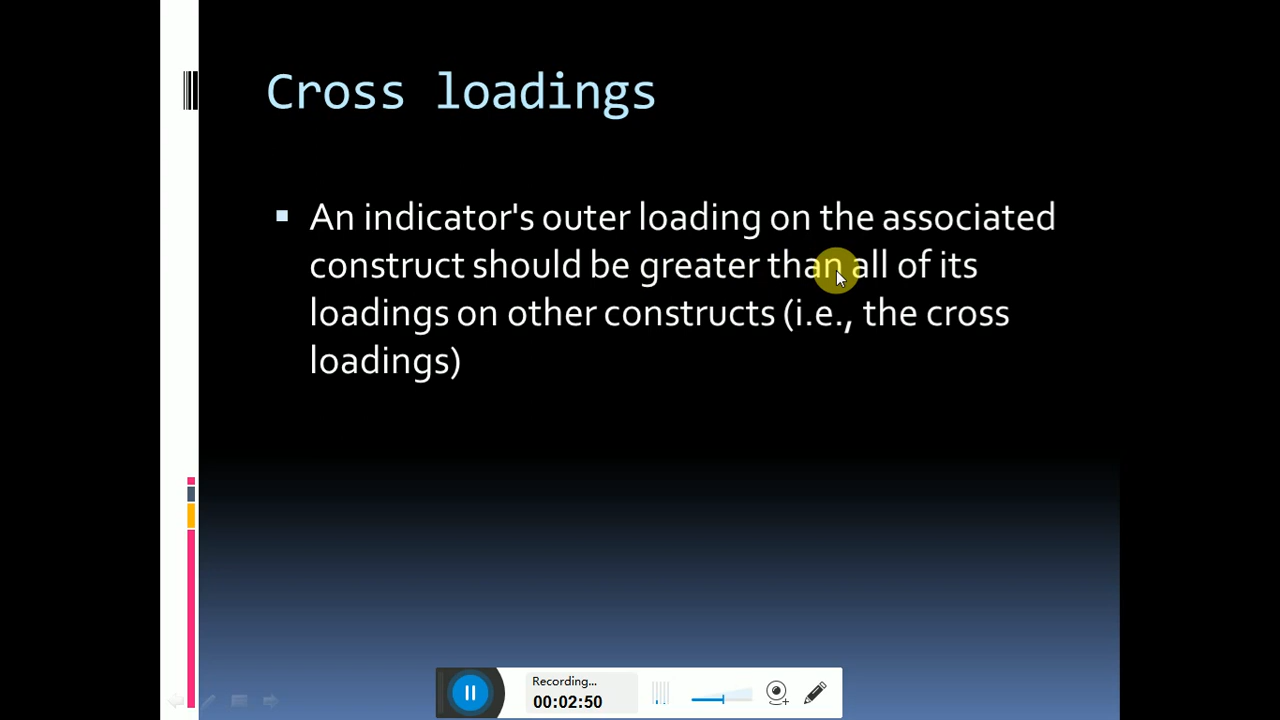 Cross loadings
▪ An indicator's outer loading on the associated
construct should be greater than all of its
loadings on other constructs (i.e., the cross
loadings)
Recording...
00:02:50